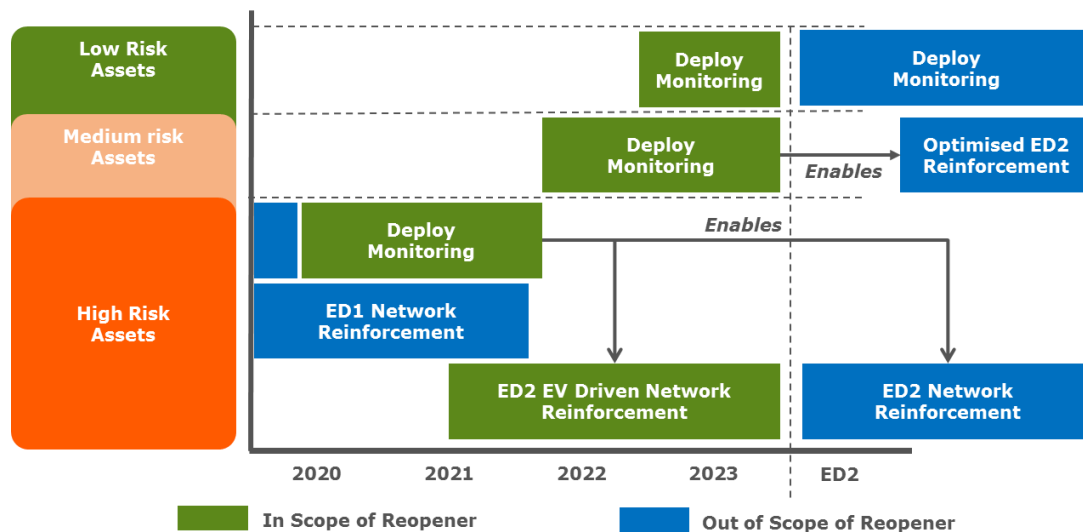 Low Risk
Assets
Deploy
Monitoring
Deploy
Monitoring
Medium risk
Assets
Deploy
Monitoring
Enables
Optimised ED2
Reinforcement
High Risk
Assets
Deploy
Monitoring
Enables
ED1 Network
Reinforcement
ED2 EV Driven Network
Reinforcement
ED2 Network
Reinforcement
2020
2021
2022
2023
ED2
In Scope of Reopener
Out of Scope of Reopener